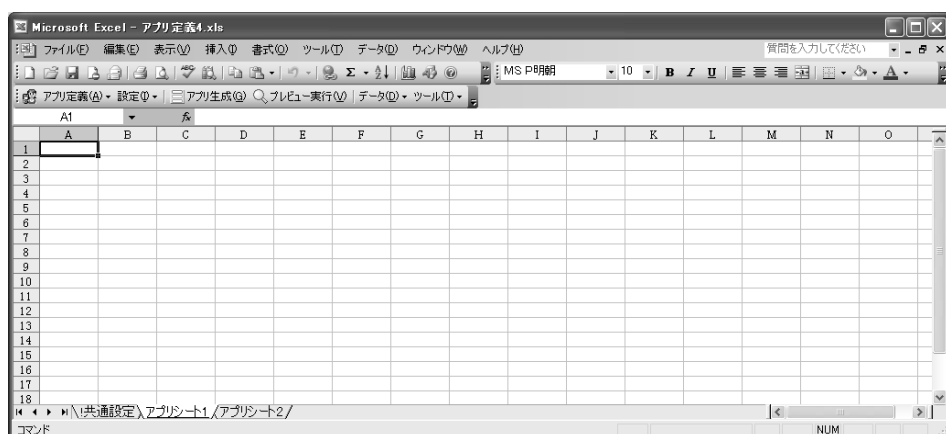 Microsoft Excel - アプリ定義4.xls
ファイル(F) 編集(E) 表示(V) 挿入(I) 書式(O) ツール(T) データ(D) ウィンドウ(W) ヘルプ(H) 質問を入力してください
MS P明朝 10 B I U A
アプリ定義(A) 設定(I) アプリ生成(G) プレビュー実行(V) データ(D) ツール(T)
A1 fx
A B C D E F G H I J K L M N O
1
2
3
4
5
6
7
8
9
10
11
12
13
14
15
16
17
18
!共通設定 アプリシート1 アプリシート2
コマンド NUM